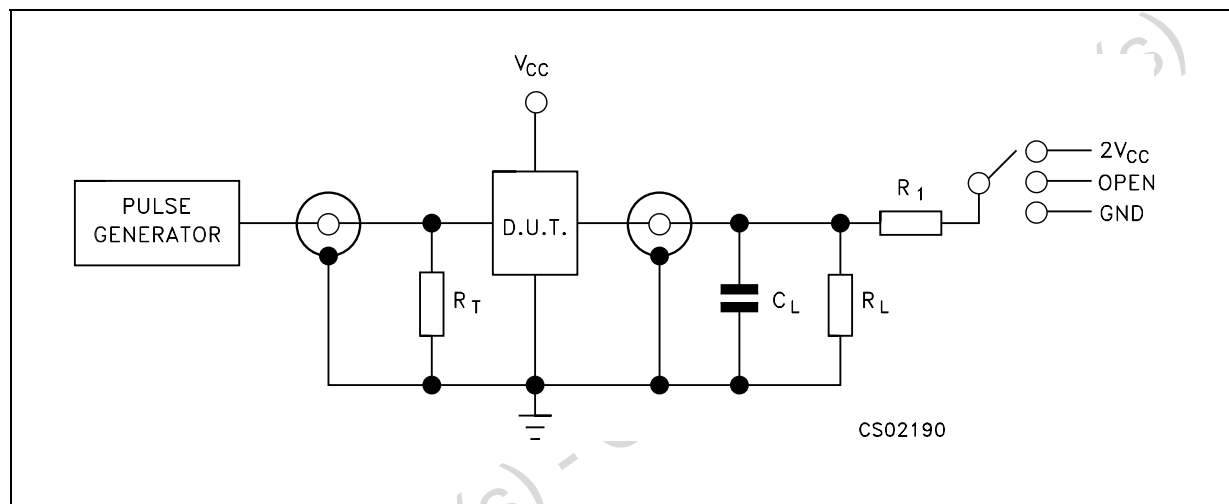 VCC
PULSE
GENERATOR
D.U.T.
RT
CL
RL
R1
2VCC
OPEN
GND
CS02190